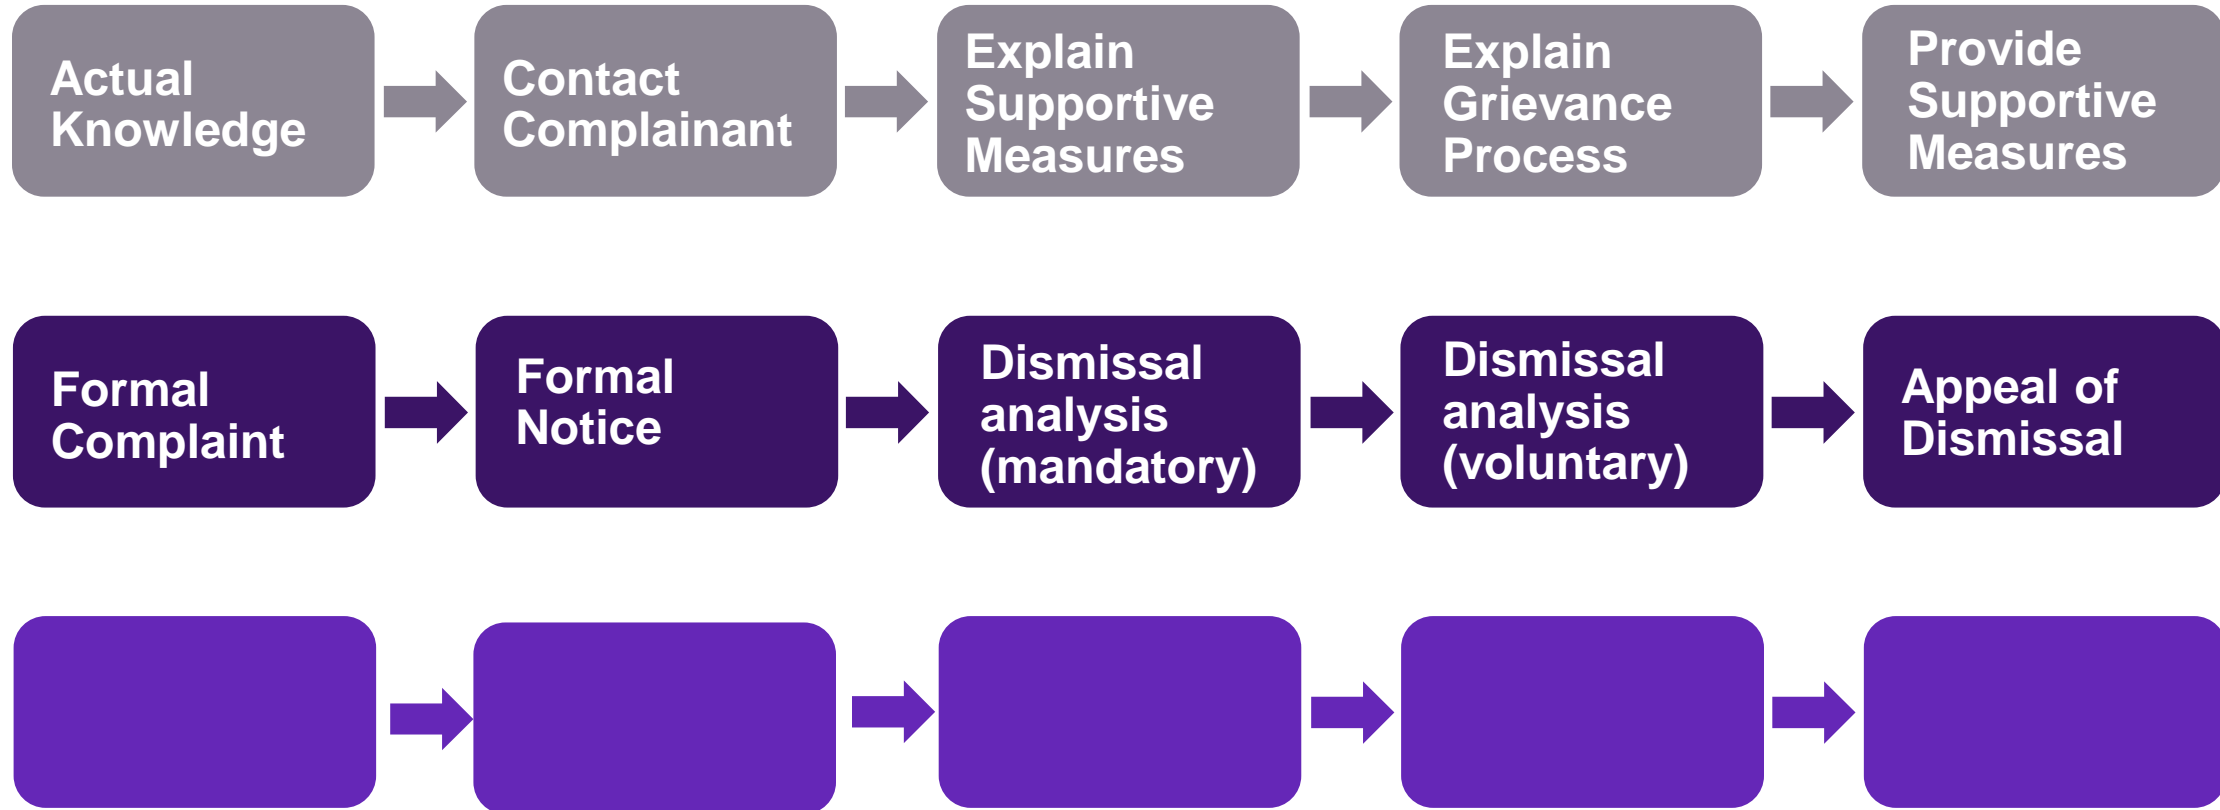 Actual
Knowledge
Contact
Complainant
Explain
Supportive
Measures
Explain
Grievance
Process
Provide
Supportive
Measures
Formal
Complaint
Formal
Notice
Dismissal
analysis
(mandatory)
Dismissal
analysis
(voluntary)
Appeal of
Dismissal